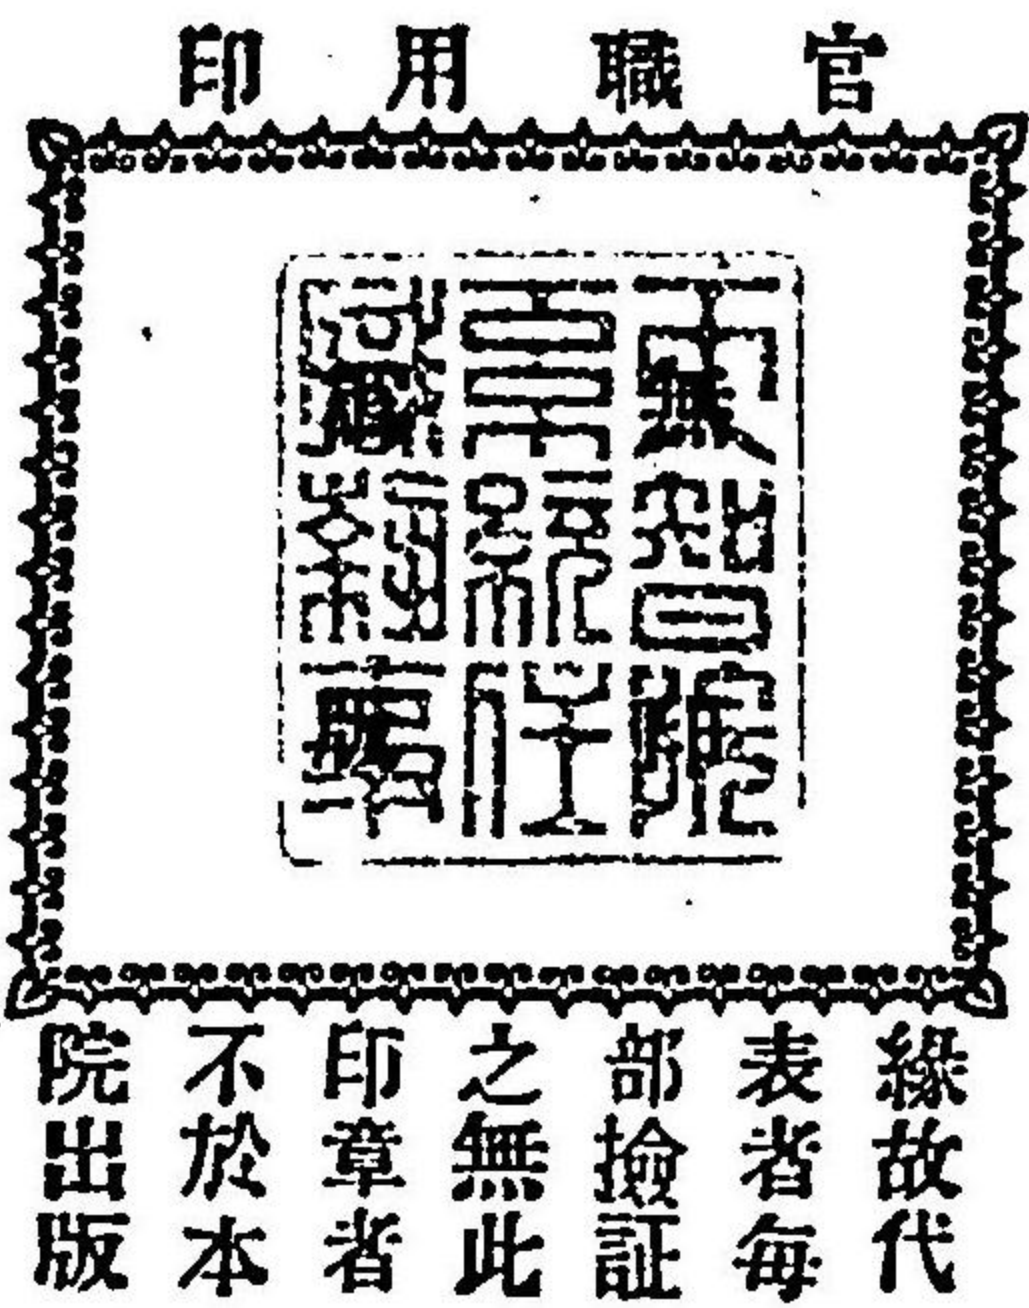 官職用印
緣故代
表者每
部撿証
之無此
印章者
不於本
院出版